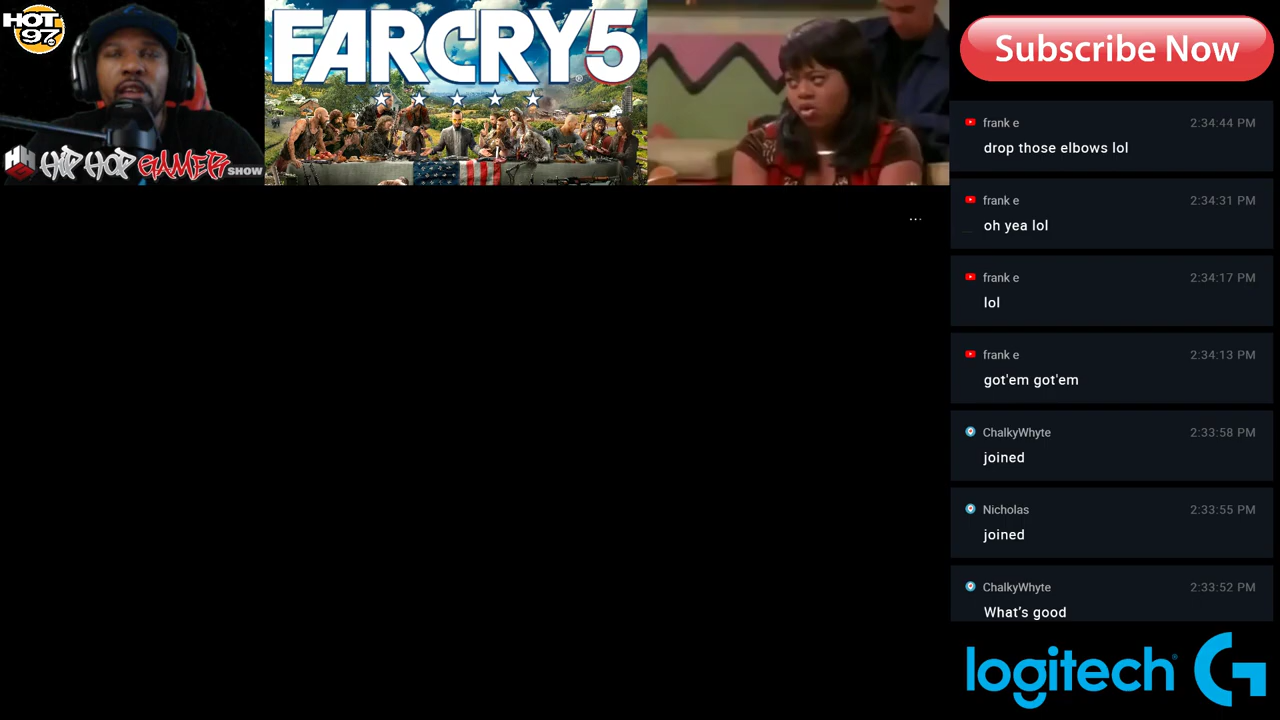 HOT
97
HIP HOP GAMER SHOW
FARCRY5
Subscribe Now
frank e 2:34:44 PM
drop those elbows lol
frank e 2:34:31 PM
oh yea lol
frank e 2:34:17 PM
lol
frank e 2:34:13 PM
got'em got'em
ChalkyWhyte 2:33:58 PM
joined
Nicholas 2:33:55 PM
joined
ChalkyWhyte 2:33:52 PM
What's good
...
logitech G